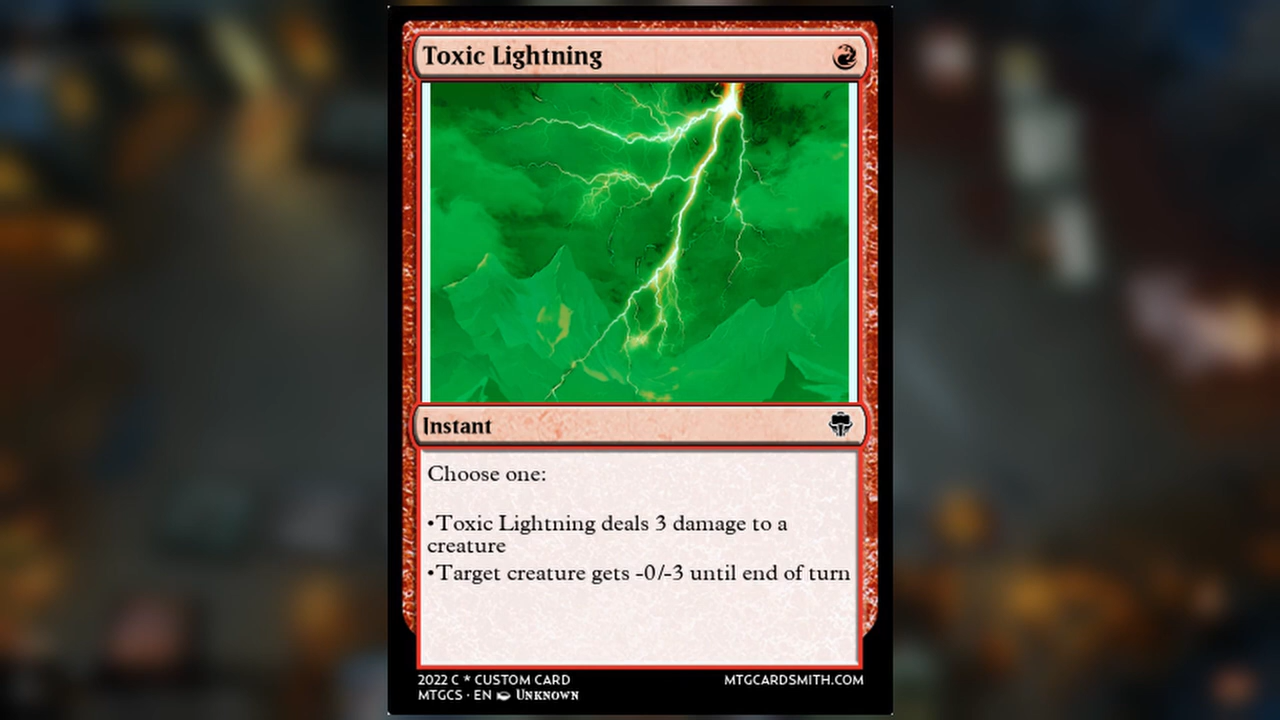 Toxic Lightning
Instant
Choose one:
•Toxic Lightning deals 3 damage to a
creature
•Target creature gets -0/-3 until end of turn
2022 C * CUSTOM CARD
MTGCARDSMITH.COM
MTGCS · EN UNKNOWN